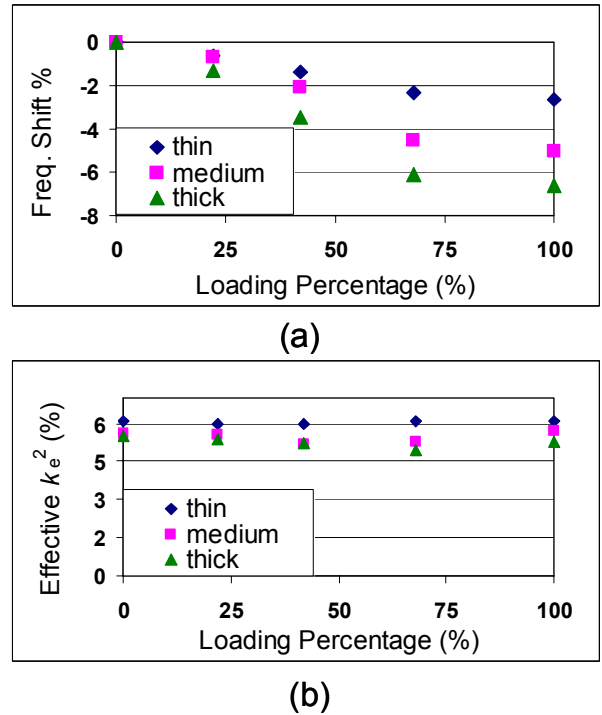 0
-2
-4
-6
-8
Freq. Shift %
thin
medium
thick
0 25 50 75 100
Loading Percentage (%)
(a)
6
5
3
2
0
Effective ke² (%)
thin
medium
thick
0 25 50 75 100
Loading Percentage (%)
(b)